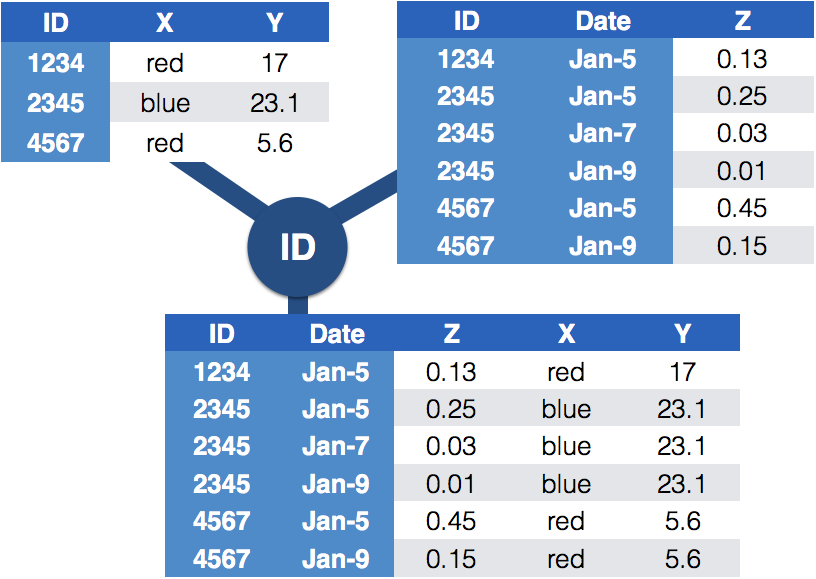 ID X Y
1234 red 17
2345 blue 23.1
4567 red 5.6
ID Date Z
1234 Jan-5 0.13
2345 Jan-5 0.25
2345 Jan-7 0.03
2345 Jan-9 0.01
4567 Jan-5 0.45
4567 Jan-9 0.15
ID
ID Date Z X Y
1234 Jan-5 0.13 red 17
2345 Jan-5 0.25 blue 23.1
2345 Jan-7 0.03 blue 23.1
2345 Jan-9 0.01 blue 23.1
4567 Jan-5 0.45 red 5.6
4567 Jan-9 0.15 red 5.6